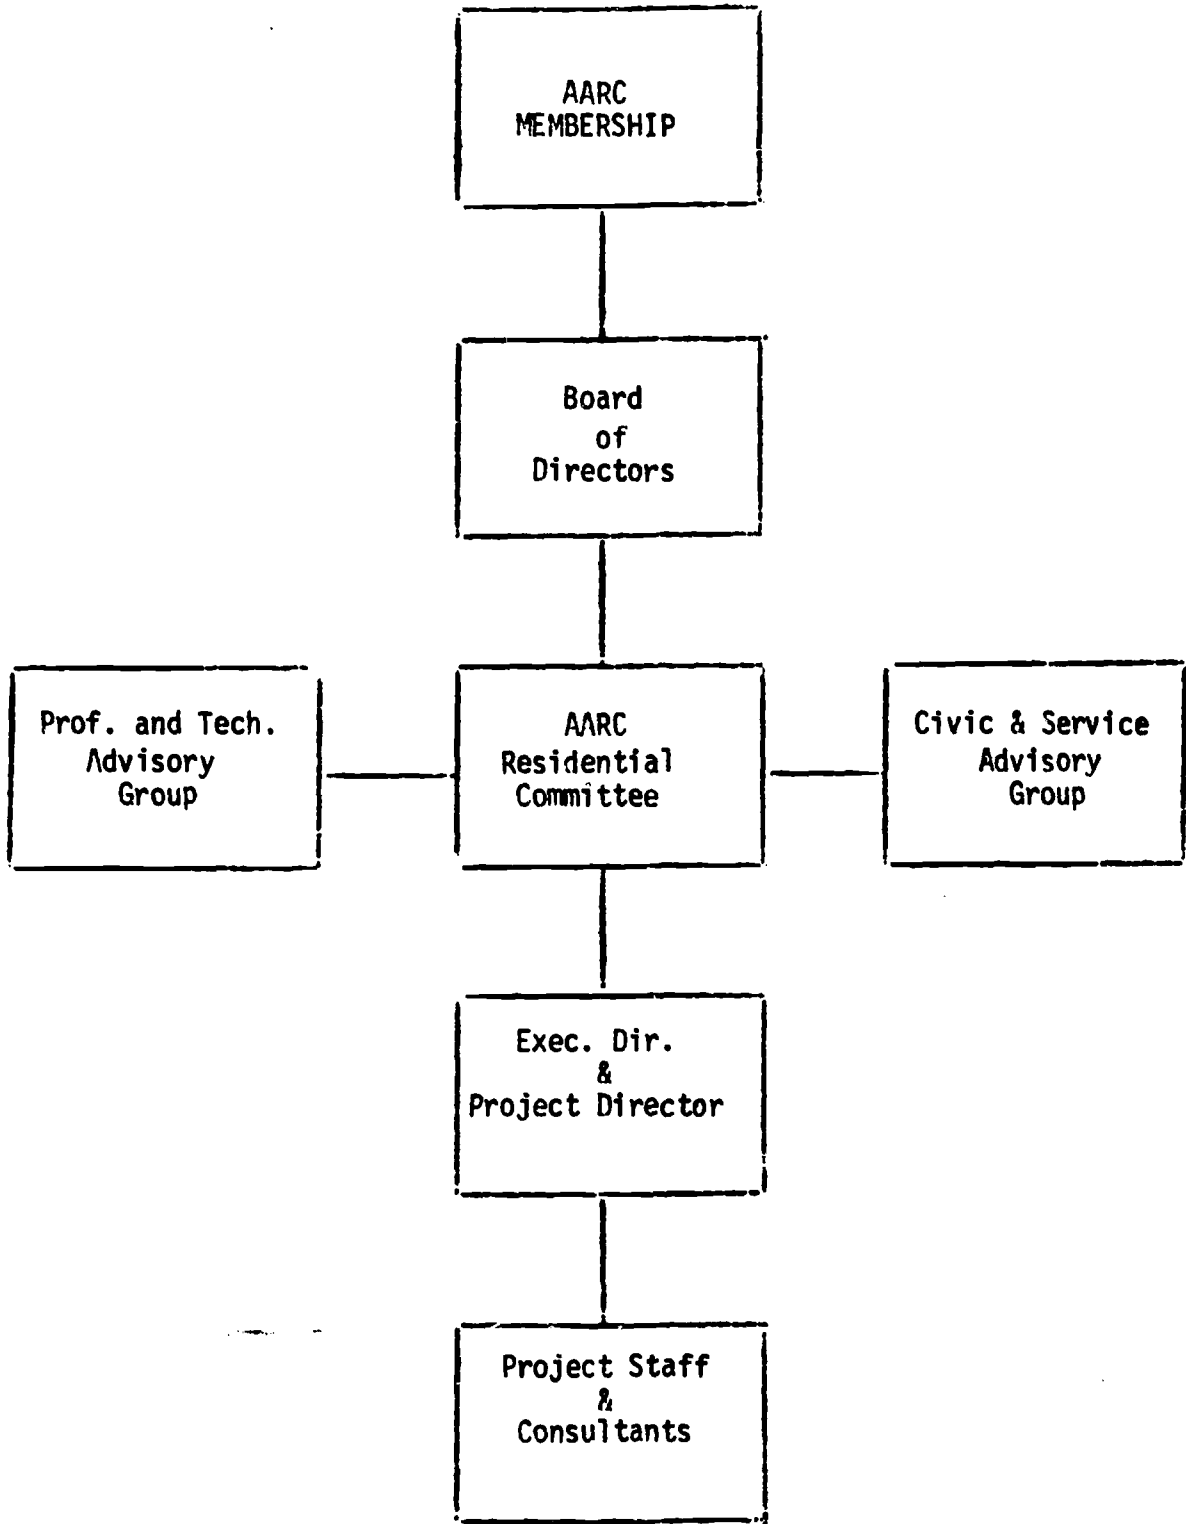 AARC
MEMBERSHIP
Board
of
Directors
Prof. and Tech.
Advisory
Group
AARC
Residential
Committee
Civic & Service
Advisory
Group
Exec. Dir.
&
Project Director
Project Staff
&
Consultants